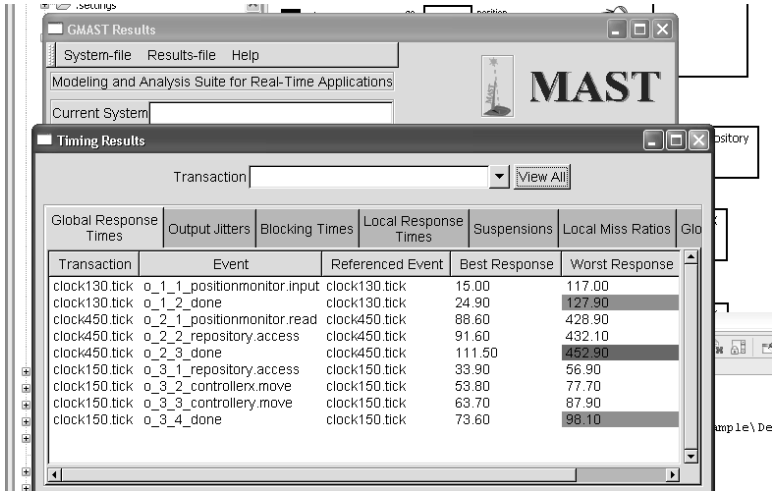 .settings
position
GMAST Results
System-file Results-file Help
Modeling and Analysis Suite for Real-Time Applications
MAST
Current System
Timing Results
Transaction View All
Global Response Times Output Jitters Blocking Times Local Response Times Suspensions Local Miss Ratios Glo
Transaction Event Referenced Event Best Response Worst Response
clock130.tick o_1_1_positionmonitor.input clock130.tick 15.00 117.00
clock130.tick o_1_2_done clock130.tick 24.90 127.90
clock450.tick o_2_1_positionmonitor.read clock450.tick 88.60 428.90
clock450.tick o_2_2_repository.access clock450.tick 91.60 432.10
clock450.tick o_2_3_done clock450.tick 111.50 452.90
clock150.tick o_3_1_repository.access clock150.tick 33.90 56.90
clock150.tick o_3_2_controllerx.move clock150.tick 53.80 77.70
clock150.tick o_3_3_controllery.move clock150.tick 63.70 87.90
clock150.tick o_3_4_done clock150.tick 73.60 98.10
ository
ample\De